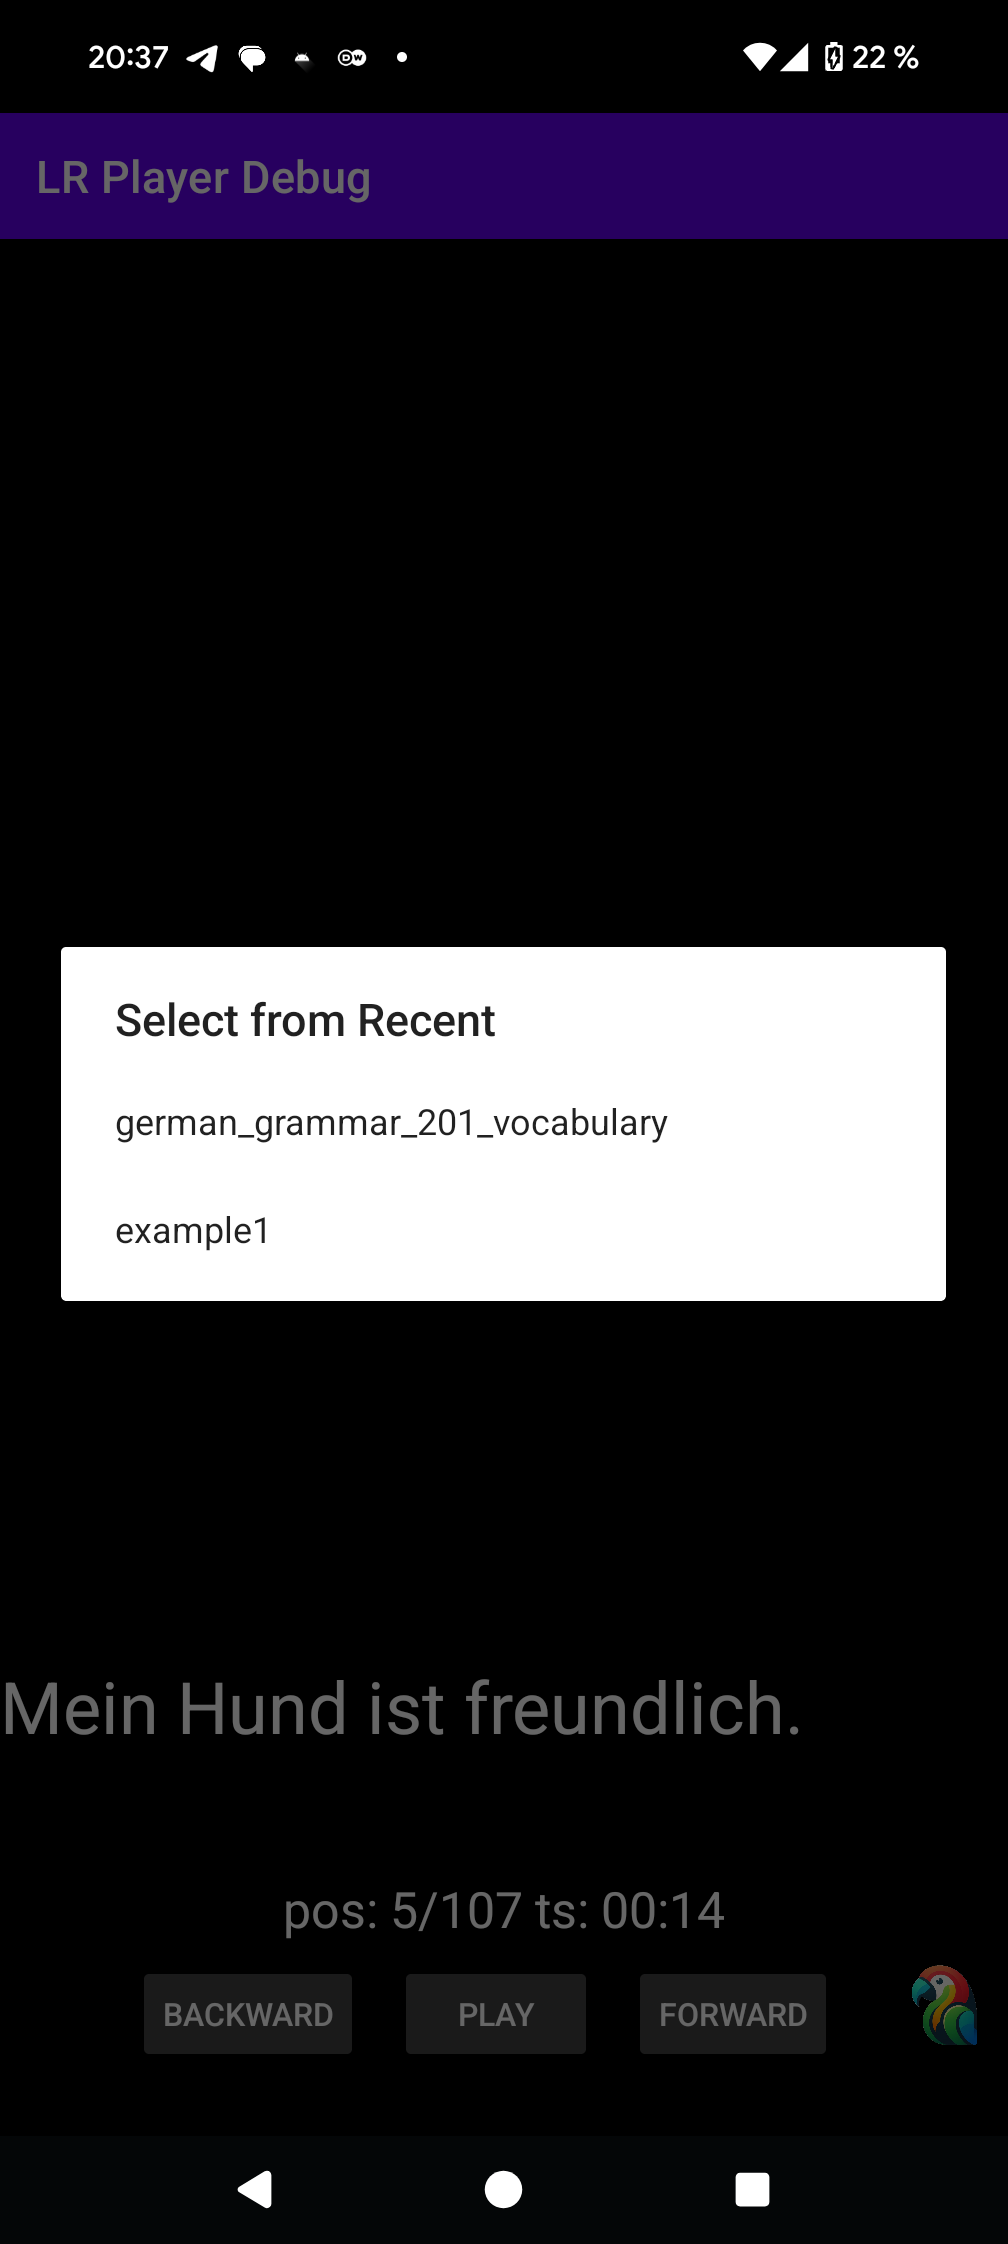 20:37 DW 22 %
LR Player Debug
Select from Recent
german_grammar_201_vocabulary
example1
Mein Hund ist freundlich.
pos: 5/107 ts: 00:14
BACKWARD PLAY FORWARD